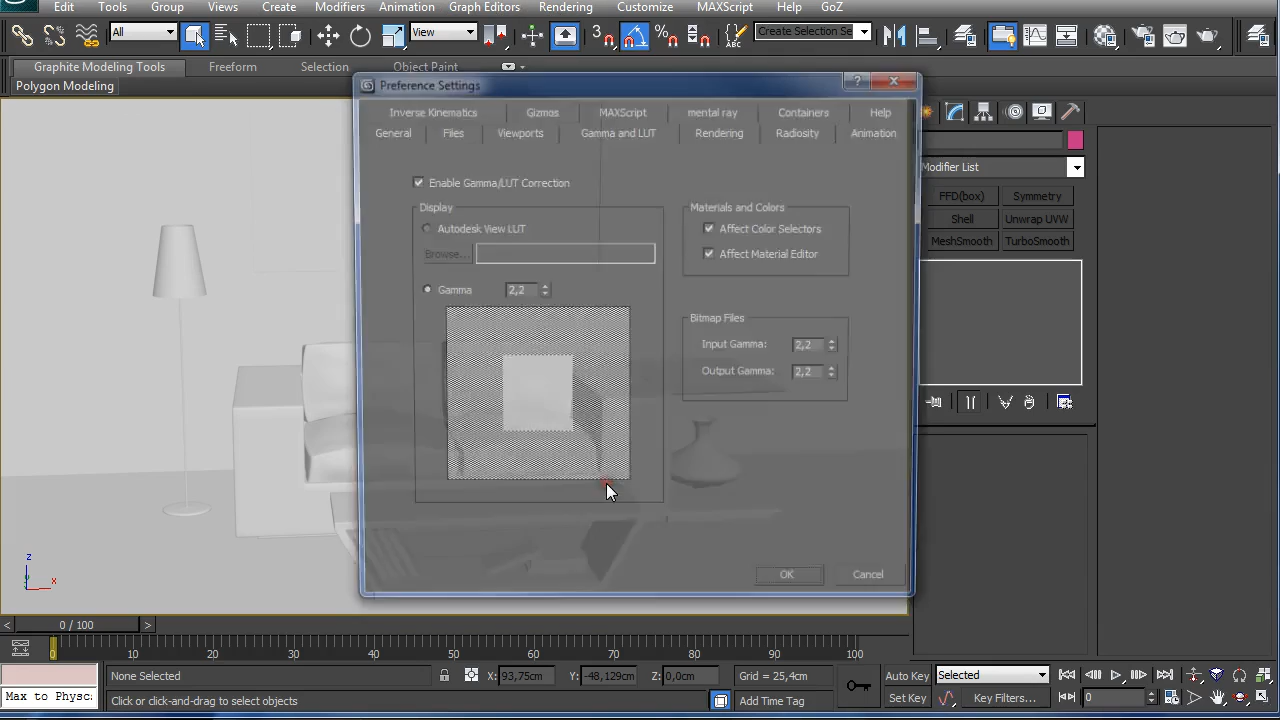 Edit Tools Group Views Create Modifiers Animation Graph Editors Rendering Customize MAXScript Help GoZ
All View 3 Create Selection Se
Graphite Modeling Tools Freeform Selection Object Paint
Polygon Modeling
Preference Settings
Inverse Kinematics Gizmos MAXScript mental ray Containers Help
General Files Viewports Gamma and LUT Rendering Radiosity Animation
Enable Gamma/LUT Correction
Display
Autodesk View LUT
Browse...
Gamma 2,2
Materials and Colors
Affect Color Selectors
Affect Material Editor
Bitmap Files
Input Gamma: 2,2
Output Gamma: 2,2
OK Cancel
Modifier List
FFD(box) Symmetry
Shell Unwrap UVW
MeshSmooth TurboSmooth
z
y
x
< 0 / 100 >
0 10 20 30 40 50 60 70 80 90 100
None Selected X: 93,75cm Y: -48,129cm Z: 0,0cm Grid = 25,4cm Auto Key Selected
Max to Physc: Click or click-and-drag to select objects Add Time Tag Set Key Key Filters... 0